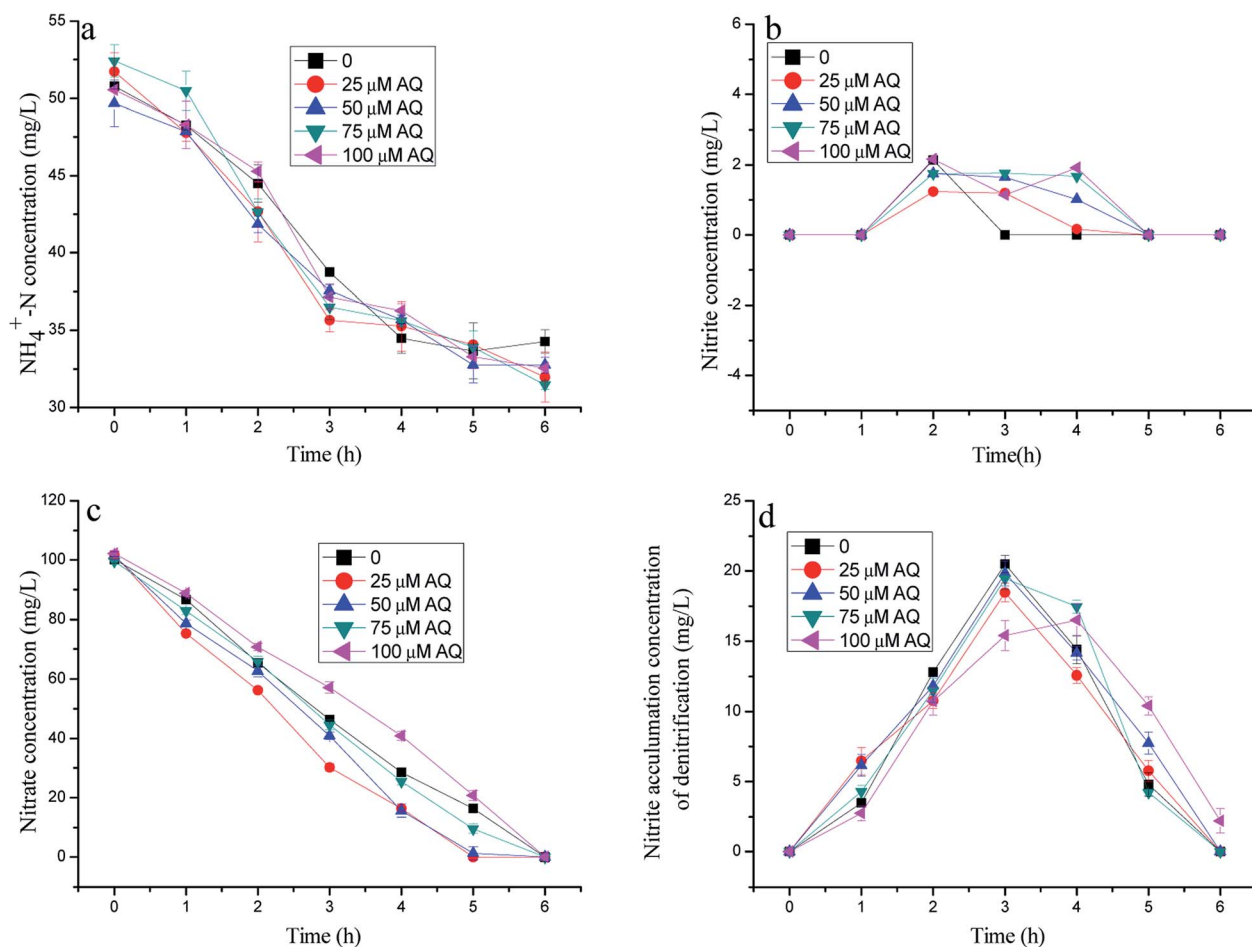 a
0
25 μM AQ
50 μM AQ
75 μM AQ
100 μM AQ
NH4+-N concentration (mg/L)
55
50
45
40
35
30
0 1 2 3 4 5 6
Time (h)
b
0
25 μM AQ
50 μM AQ
75 μM AQ
100 μM AQ
Nitrite concentration (mg/L)
6
4
2
0
-2
-4
0 1 2 3 4 5 6
Time(h)
c
0
25 μM AQ
50 μM AQ
75 μM AQ
100 μM AQ
Nitrate concentration (mg/L)
120
100
80
60
40
20
0
0 1 2 3 4 5 6
Time (h)
d
0
25 μM AQ
50 μM AQ
75 μM AQ
100 μM AQ
Nitrite acculumation concentration
of denitrification (mg/L)
25
20
15
10
5
0
0 1 2 3 4 5 6
Time (h)